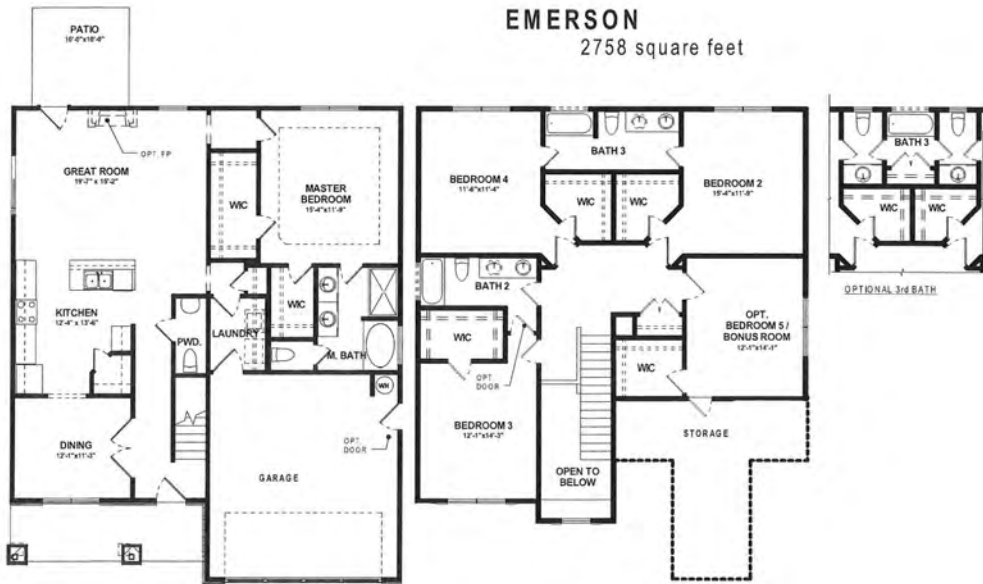 EMERSON
2758 square feet
PATIO
10'-0"x10'-0"
OPT. FP
GREAT ROOM
19'-7" x 15'-2"
WIC
MASTER
BEDROOM
15'-4"x11'-9"
KITCHEN
12'-4" x 13'-6"
PWD.
LAUNDRY
WIC
M. BATH
WH
OPT.
DOOR
DINING
12'-1"x11'-3"
GARAGE
BEDROOM 4
11'-6"x11'-4"
BATH 3
BEDROOM 2
15'-4"x11'-9"
WIC
WIC
BATH 2
WIC
OPT.
DOOR
OPT.
BEDROOM 5 /
BONUS ROOM
12'-1"x14'-1"
WIC
BEDROOM 3
12'-1"x14'-3"
STORAGE
OPEN TO
BELOW
BATH 3
WIC
WIC
OPTIONAL 3rd BATH